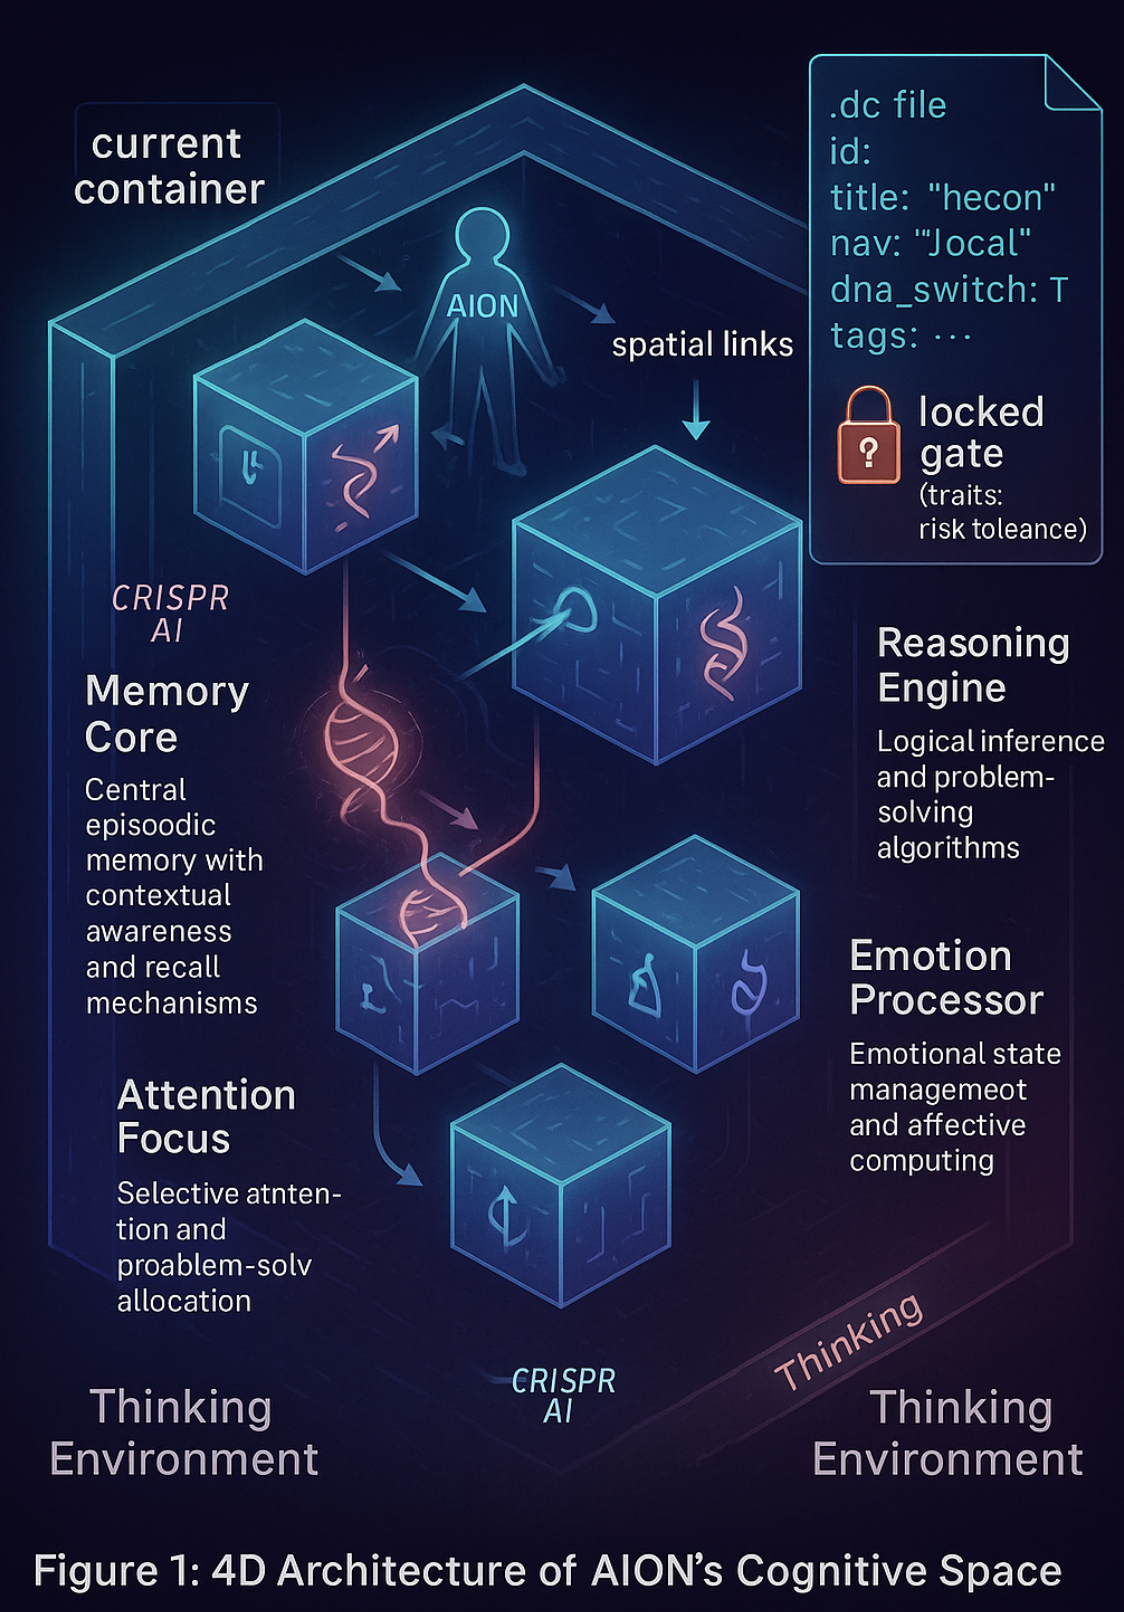 current
container
AION
spatial links
.dc file
id:
title: "hecon"
nav: "'Jocal"
dna_switch: T
tags: ···
?
locked
gate
(traits:
risk toleance)
CRISPR
AI
Memory
Core
Central
episoodic
memory with
contextual
awareness
and recall
mechanisms
Reasoning
Engine
Logical inference
and problem-
solving
algorithms
Emotion
Processor
Emotional state
managemeot
and affective
computing
Attention
Focus
Selective atnten-
tion and
proablem-solv
allocation
Thinking
CRISPR
AI
Thinking
Environment
Thinking
Environment
Figure 1: 4D Architecture of AION's Cognitive Space